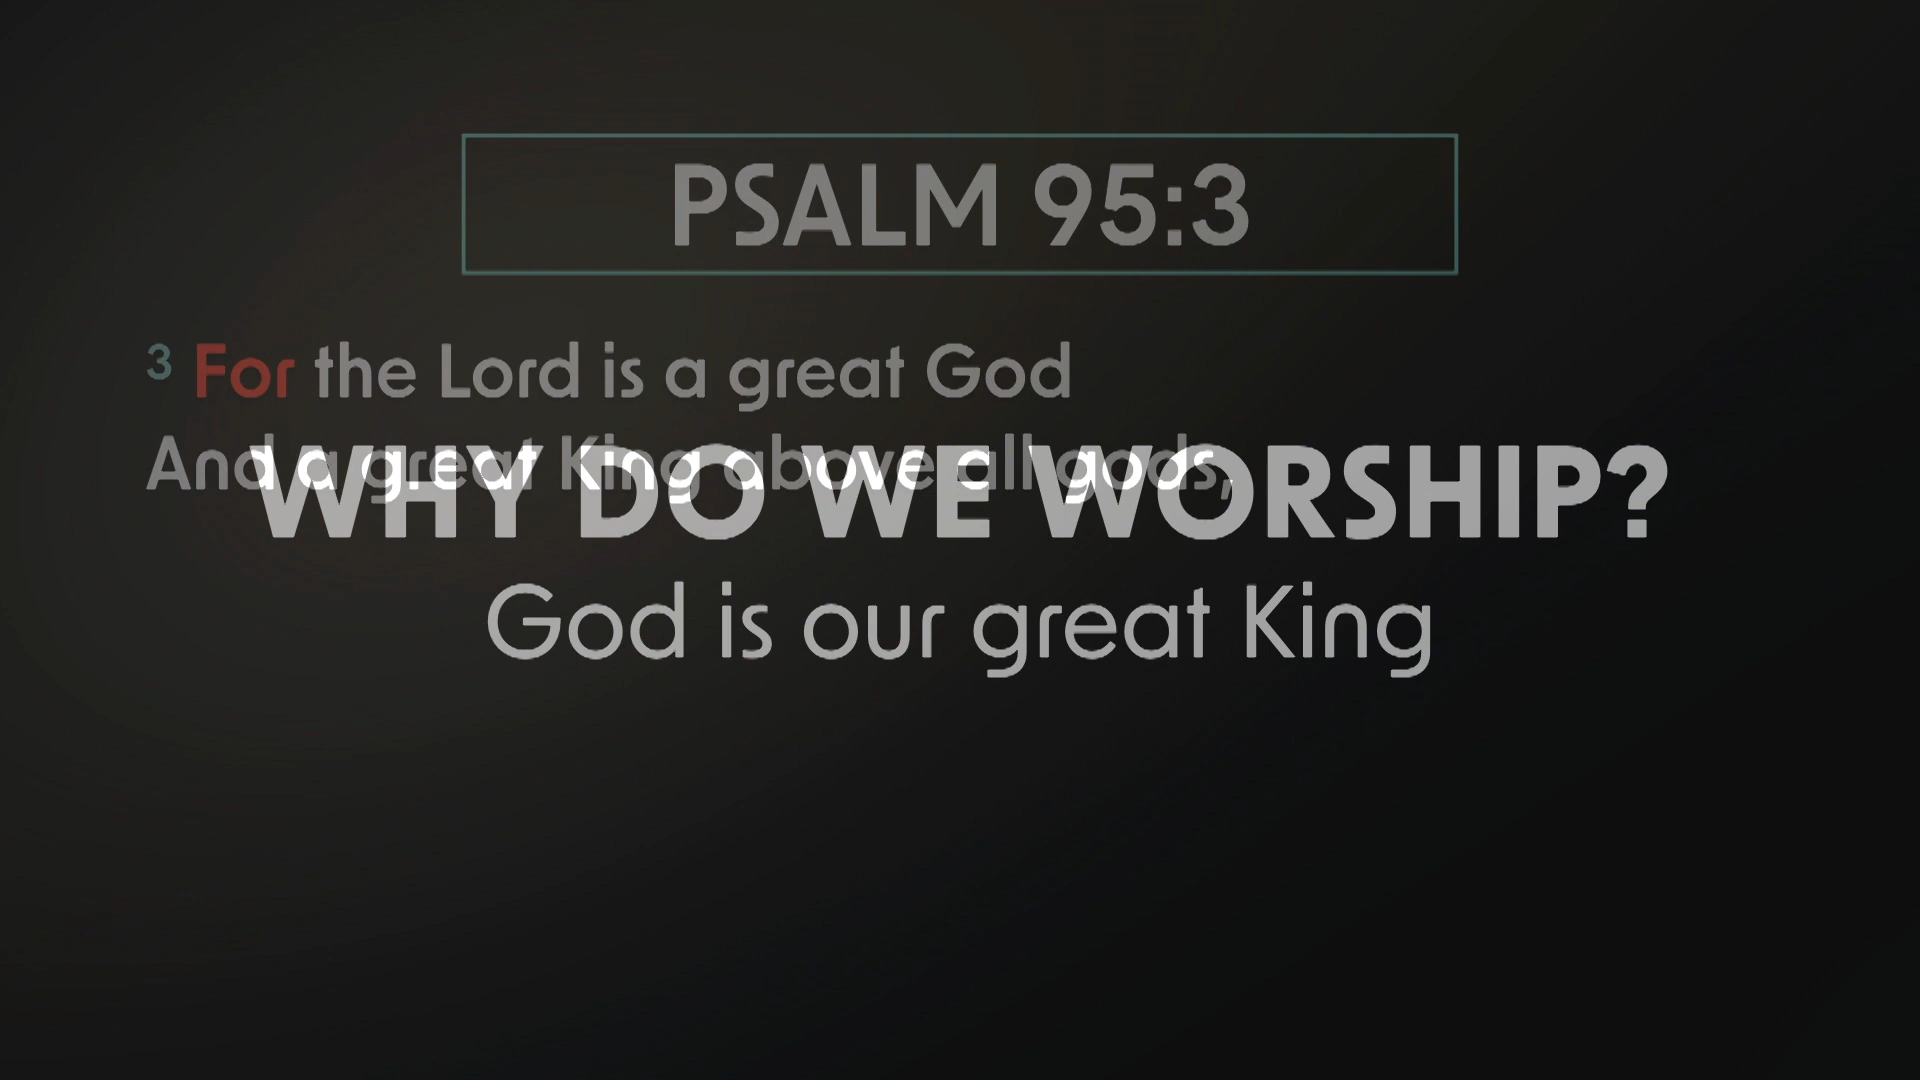 PSALM 95:3
3 For the Lord is a great God
And a great King above all gods,
WHY DO WE WORSHIP?
God is our great King